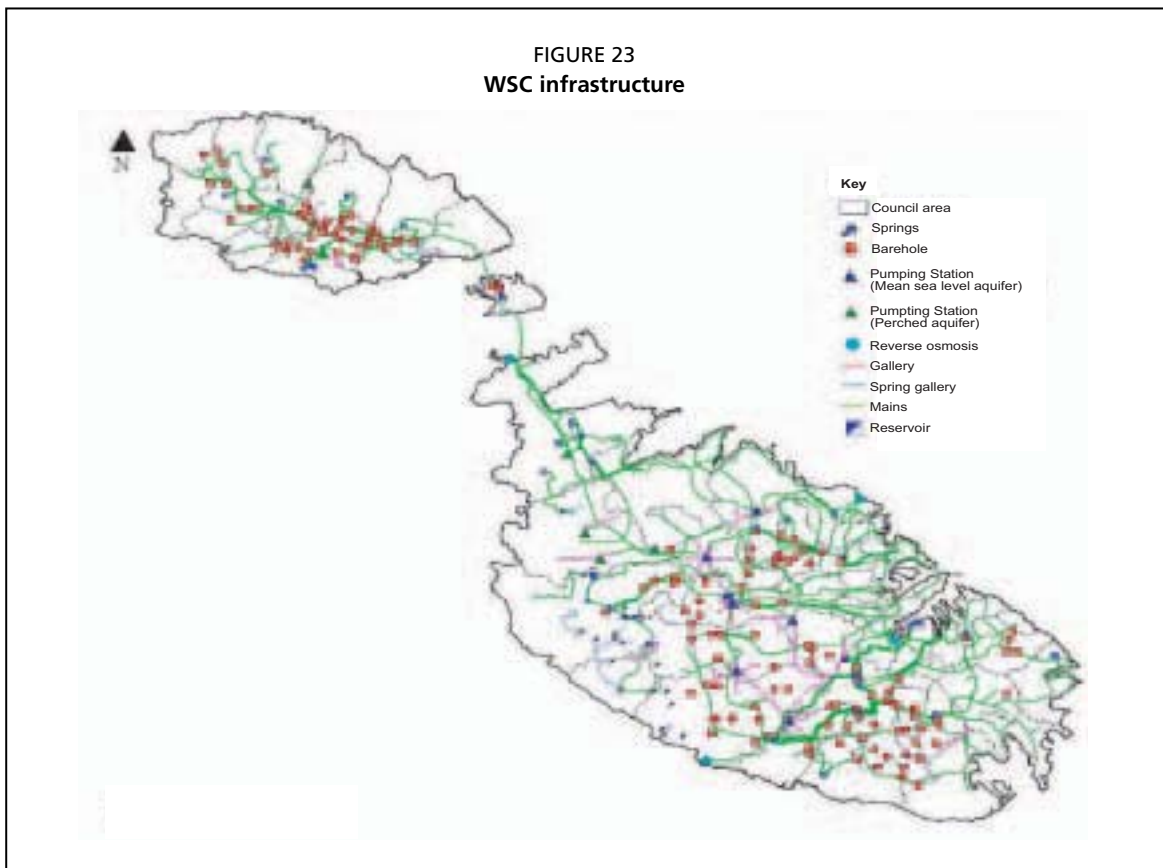 FIGURE 23
WSC infrastructure
N
Key
Council area
Springs
Barehole
Pumping Station
(Mean sea level aquifer)
Pumpting Station
(Perched aquifer)
Reverse osmosis
Gallery
Spring gallery
Mains
Reservoir